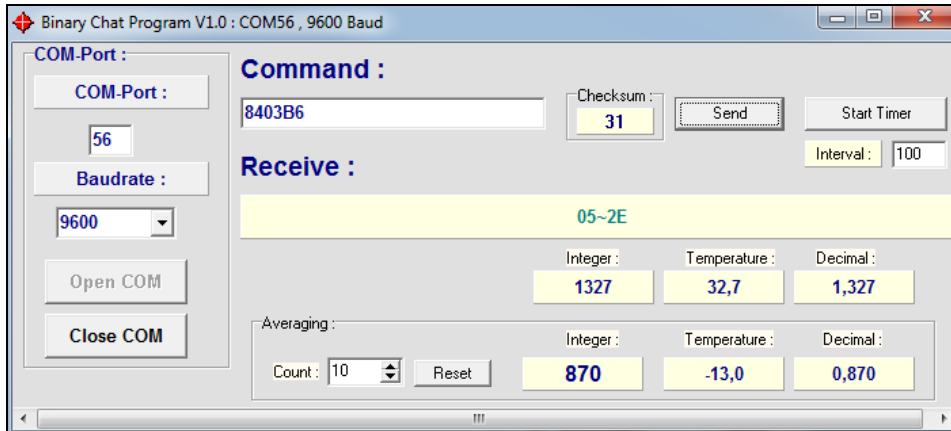 Binary Chat Program V1.0 : COM56 , 9600 Baud
COM-Port :
COM-Port :
56
Baudrate :
9600
Open COM
Close COM
Command :
8403B6
Checksum :
31
Send
Start Timer
Interval :
100
Receive :
05~2E
Integer :
Temperature :
Decimal :
1327
32,7
1,327
Averaging :
Count :
10
Reset
Integer :
Temperature :
Decimal :
870
-13,0
0,870